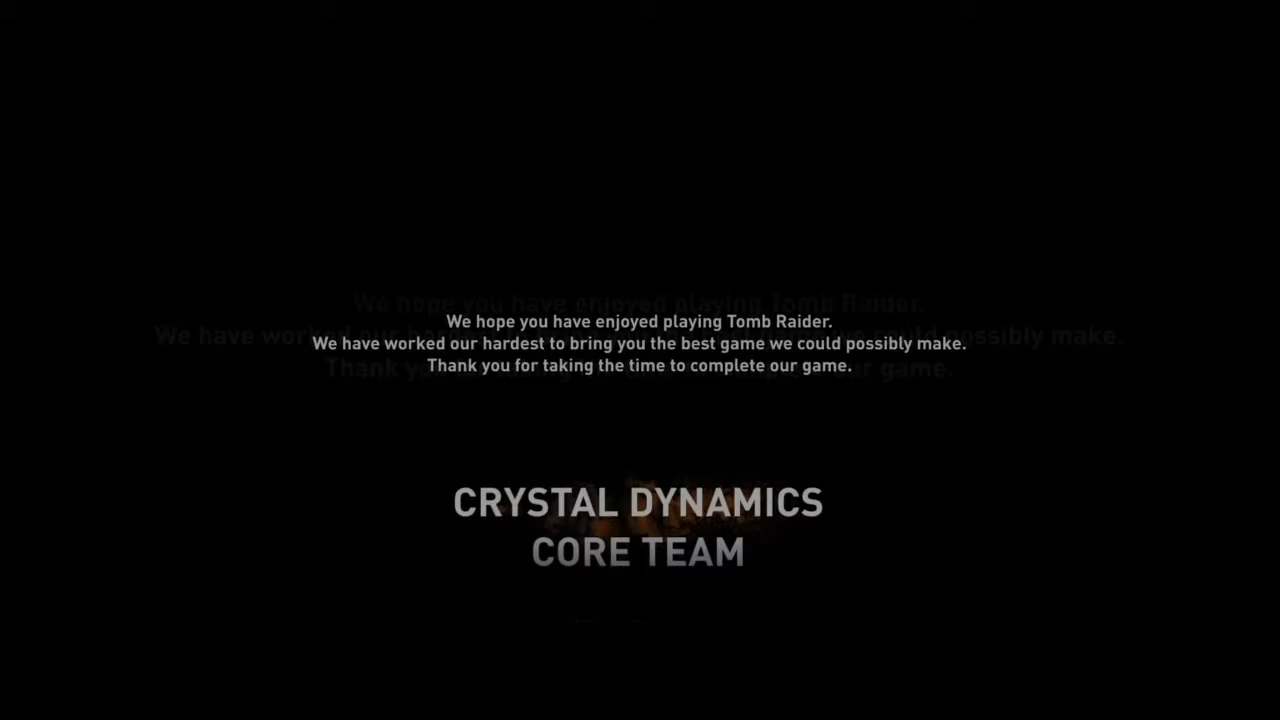 We hope you have enjoyed playing Tomb Raider.
We have worked our hardest to bring you the best game we could possibly make.
Thank you for taking the time to complete our game.
CRYSTAL DYNAMICS
CORE TEAM